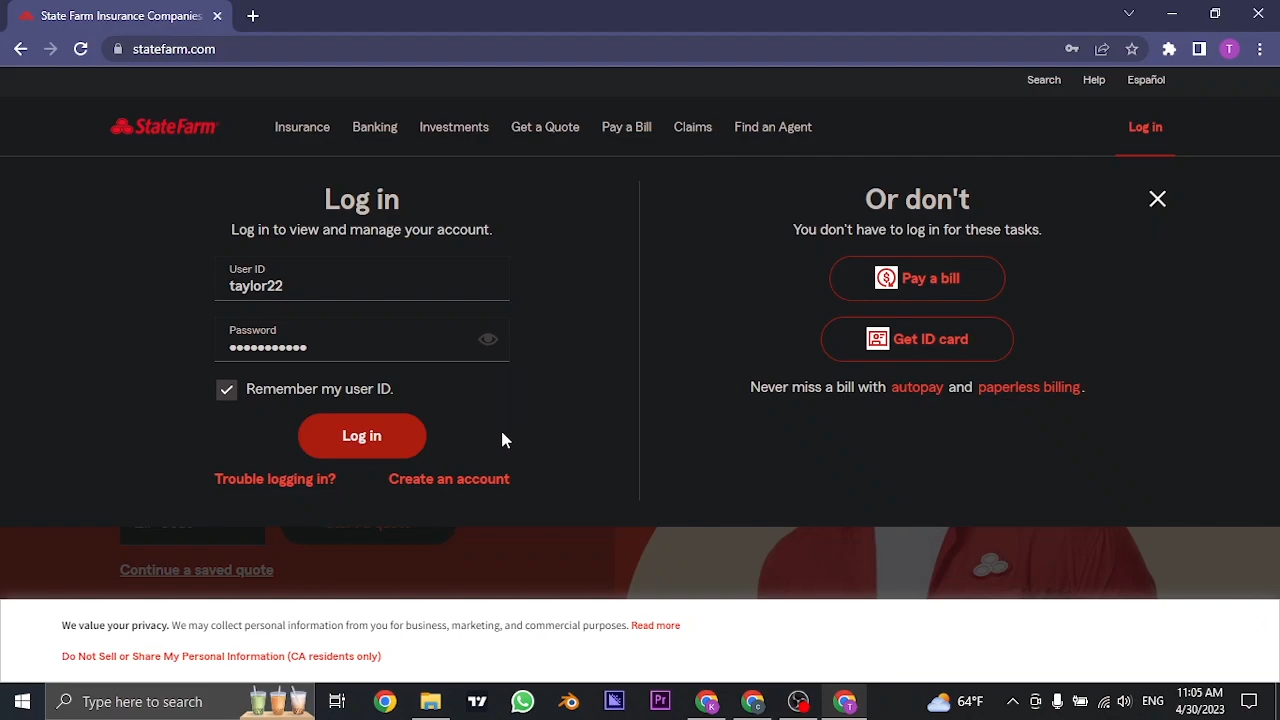 State Farm Insurance Companies
statefarm.com
T
Search Help Español
StateFarm Insurance Banking Investments Get a Quote Pay a Bill Claims Find an Agent Log in
Log in
Log in to view and manage your account.
User ID
taylor22
Password
•••••••••••
Remember my user ID.
Log in
Trouble logging in? Create an account
Or don't
You don't have to log in for these tasks.
Pay a bill
Get ID card
Never miss a bill with autopay and paperless billing.
Continue a saved quote
We value your privacy. We may collect personal information from you for business, marketing, and commercial purposes. Read more
Do Not Sell or Share My Personal Information (CA residents only)
Type here to search
Pr
K
C
T
64°F
ENG
11:05 AM
4/30/2023